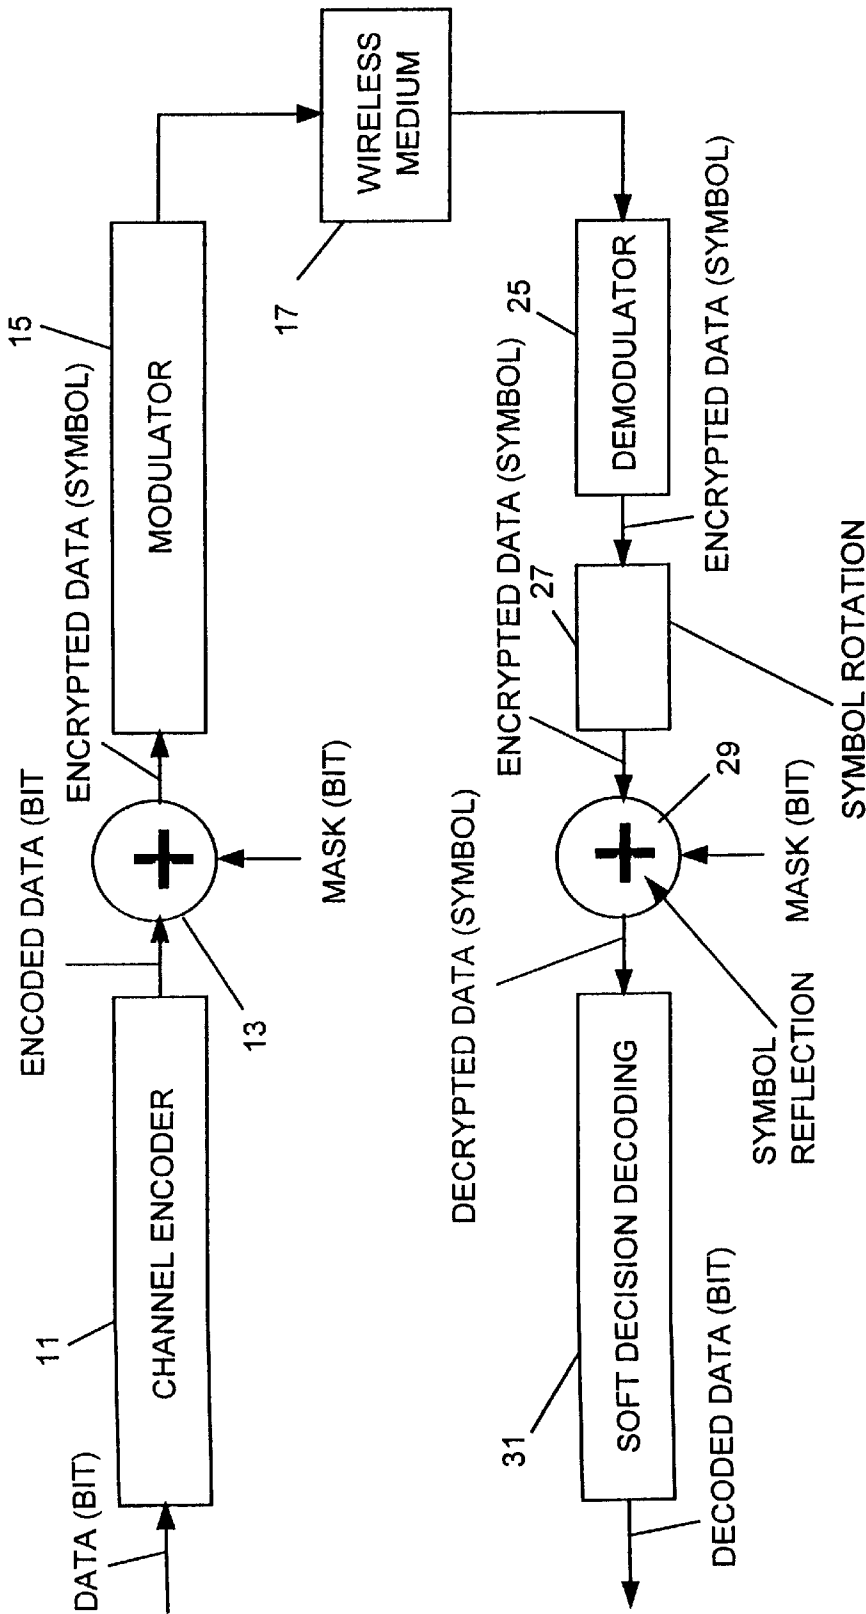 DATA (BIT)
11
CHANNEL ENCODER
ENCODED DATA (BIT
13
MASK (BIT)
ENCRYPTED DATA (SYMBOL)
15
MODULATOR
17
WIRELESS
MEDIUM
25
DEMODULATOR
ENCRYPTED DATA (SYMBOL)
27
ENCRYPTED DATA (SYMBOL)
SYMBOL ROTATION
29
MASK (BIT)
SYMBOL
REFLECTION
DECRYPTED DATA (SYMBOL)
31
SOFT DECISION DECODING
DECODED DATA (BIT)